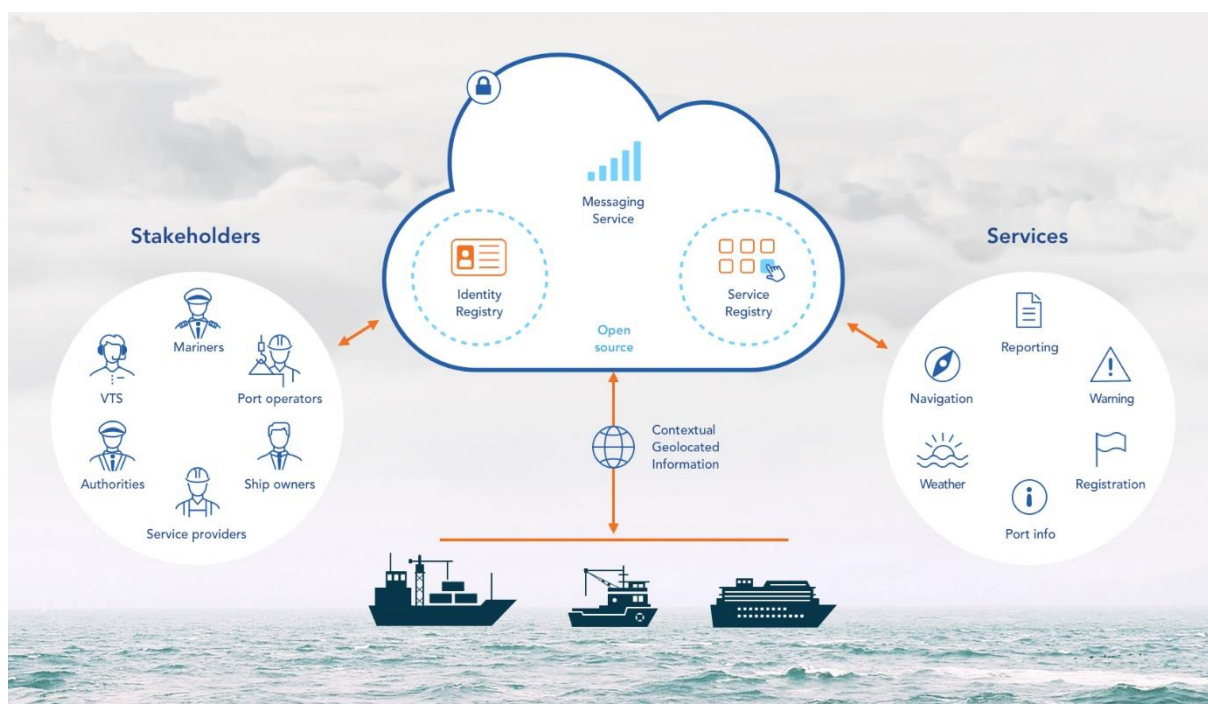 Messaging
Service
Stakeholders
Services
Identity
Registry
Service
Registry
Open
source
Mariners
VTS
Port operators
Authorities
Ship owners
Service providers
Contextual
Geolocated
Information
Reporting
Navigation
Warning
Weather
Registration
Port info